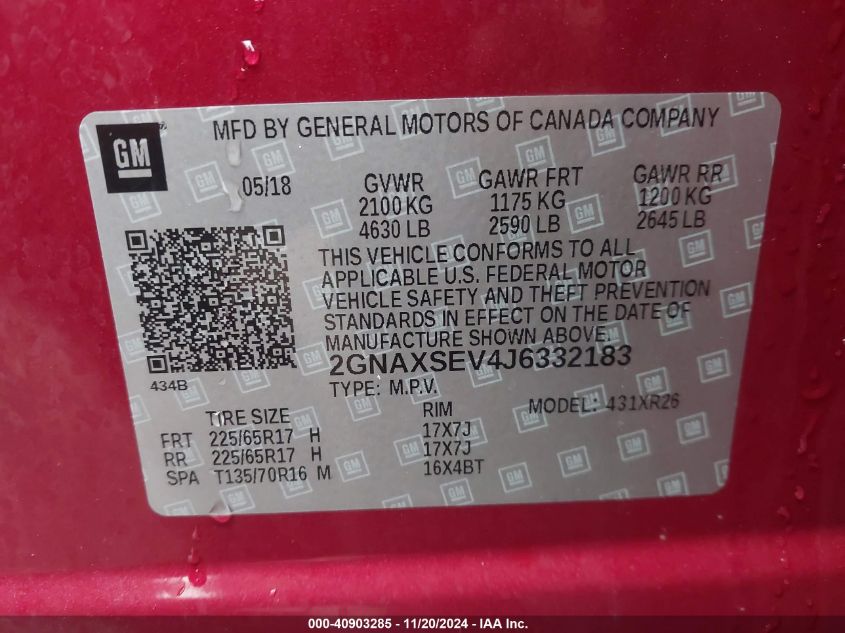 GM
MFD BY GENERAL MOTORS OF CANADA COMPANY
05/18 GVWR GAWR FRT GAWR RR
2100 KG 1175 KG 1200 KG
4630 LB 2590 LB 2645 LB
THIS VEHICLE CONFORMS TO ALL
APPLICABLE U.S. FEDERAL MOTOR
VEHICLE SAFETY AND THEFT PREVENTION
STANDARDS IN EFFECT ON THE DATE OF
MANUFACTURE SHOWN ABOVE.
2GNAXSEV4J6332183
434B
TYPE: M.P.V. MODEL: 431XR26
TIRE SIZE RIM
FRT 225/65R17 H 17X7J
RR 225/65R17 H 17X7J
SPA T135/70R16 M 16X4BT
000-40903285 - 11/20/2024 - IAA Inc.